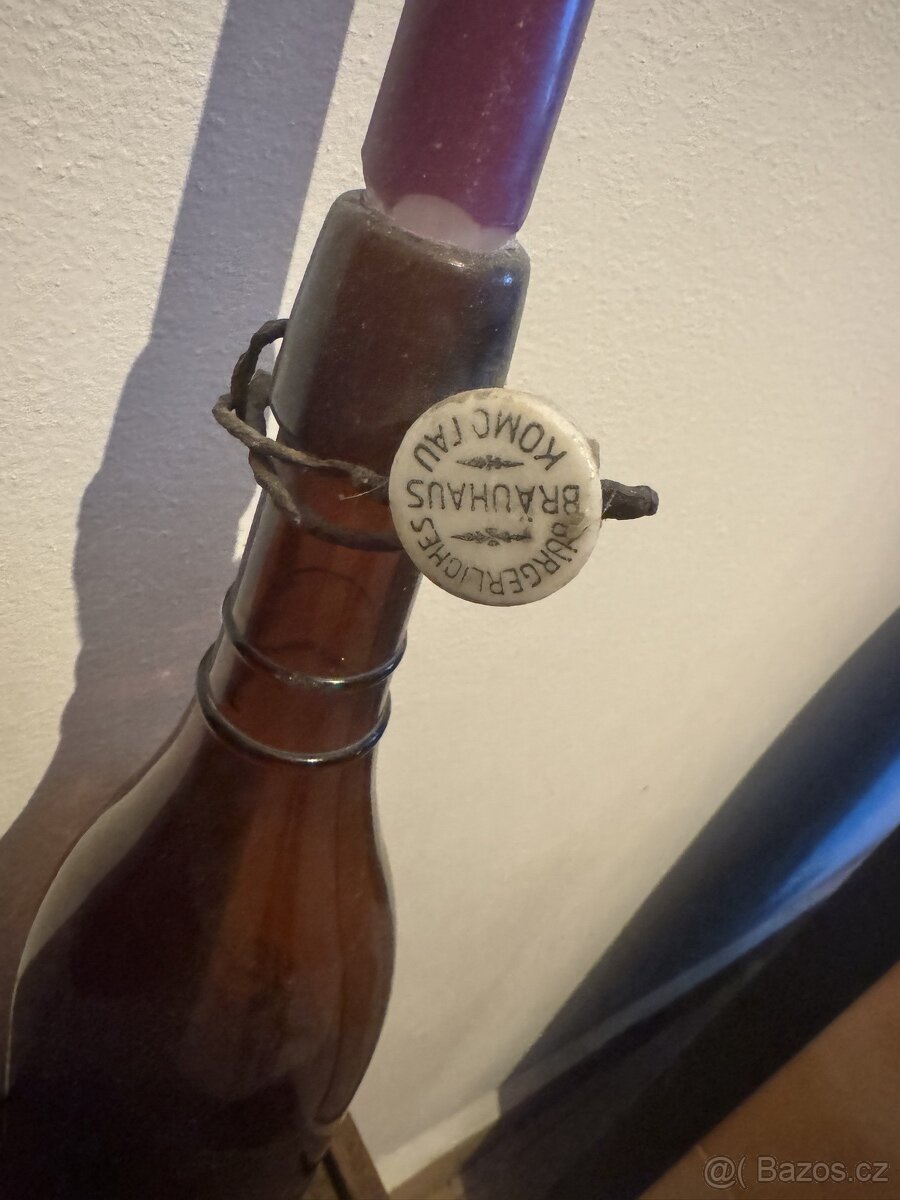 BÜRGERLICHES
BRÄUHAUS
KOMOTAU
@( Bazos.cz